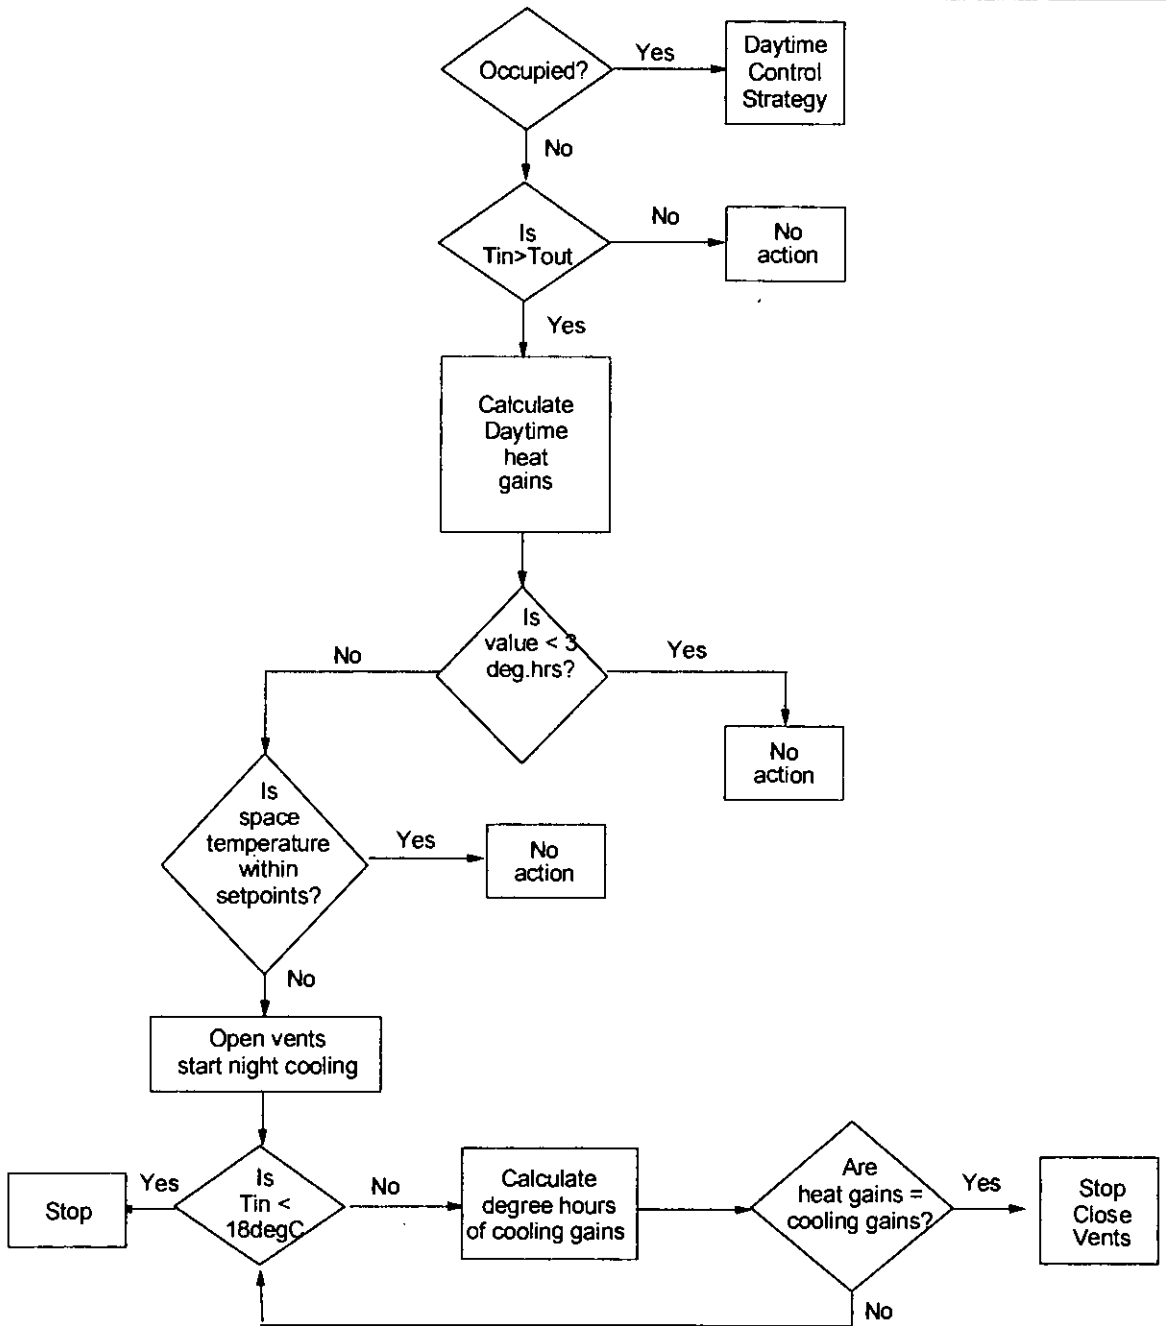 Occupied?
Yes
Daytime
Control
Strategy
No
Is
Tin>Tout
No
No
action
Yes
Calculate
Daytime
heat
gains
Is
value < 3
deg.hrs?
No
Yes
No
action
Is
space
temperature
within
setpoints?
Yes
No
action
No
Open vents
start night cooling
Is
Tin <
18degC
Yes
Stop
No
Calculate
degree hours
of cooling gains
Are
heat gains =
cooling gains?
Yes
Stop
Close
Vents
No